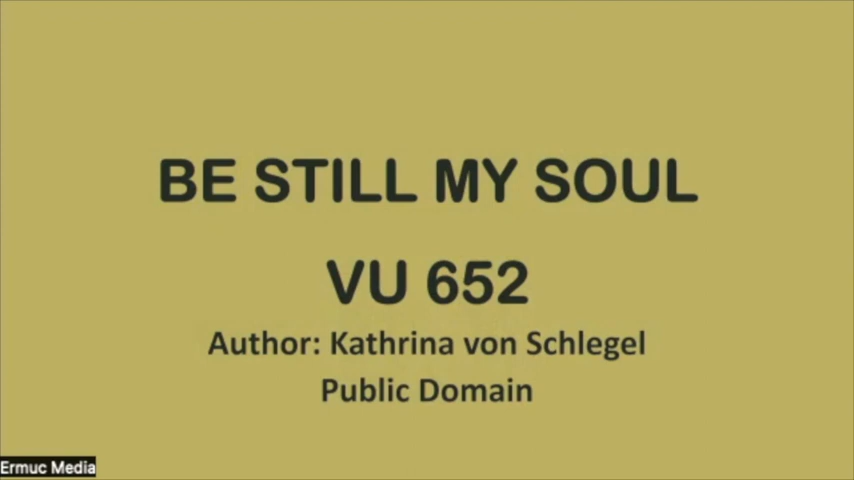 BE STILL MY SOUL
VU 652
Author: Kathrina von Schlegel
Public Domain
Ermuc Media